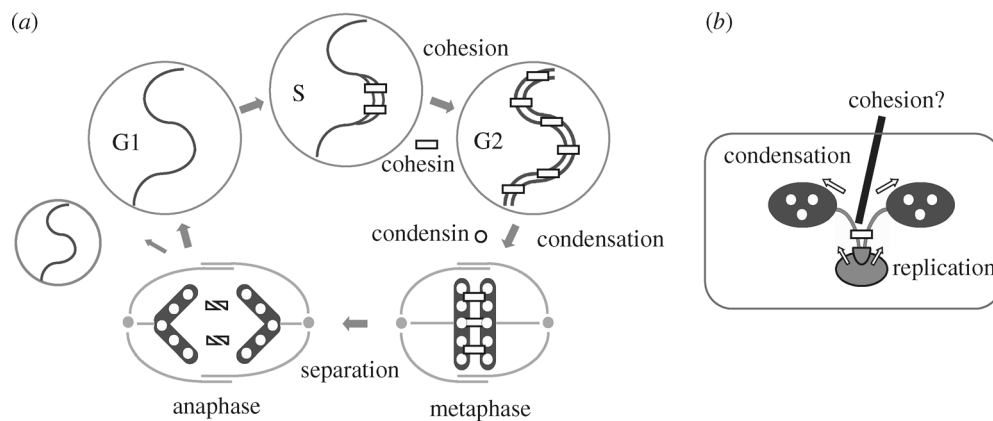 (a)
cohesion
S
G1
G2
cohesin
condensin
condensation
separation
anaphase
metaphase
(b)
cohesion?
condensation
replication